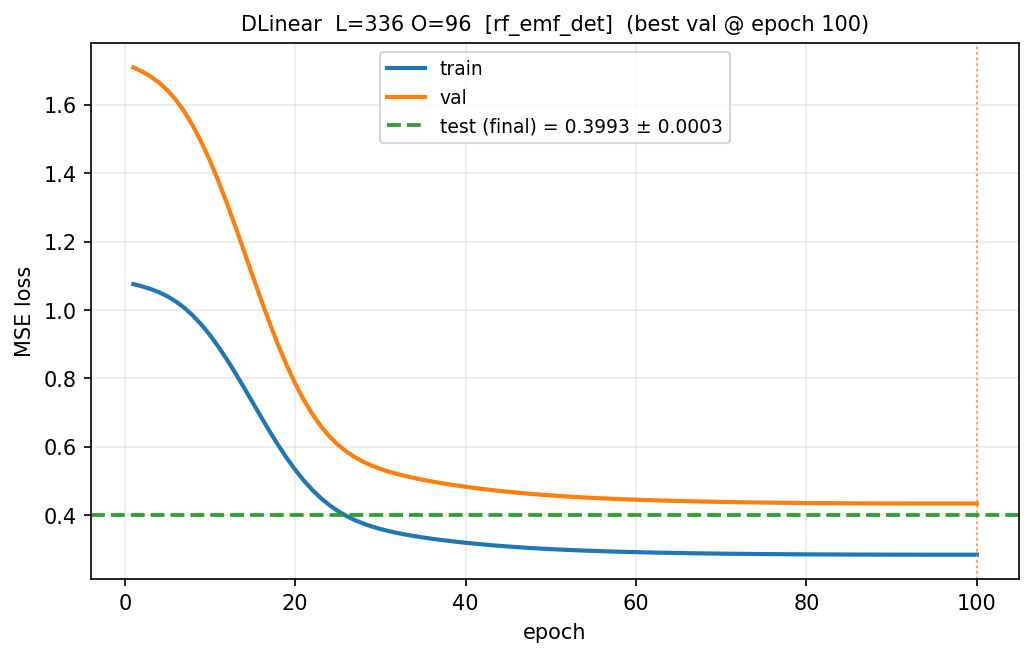 DLinear  L=336 O=96  [rf_emf_det]  (best val @ epoch 100)
train
val
test (final) = 0.3993 ± 0.0003
MSE loss
1.6
1.4
1.2
1.0
0.8
0.6
0.4
0 20 40 60 80 100
epoch